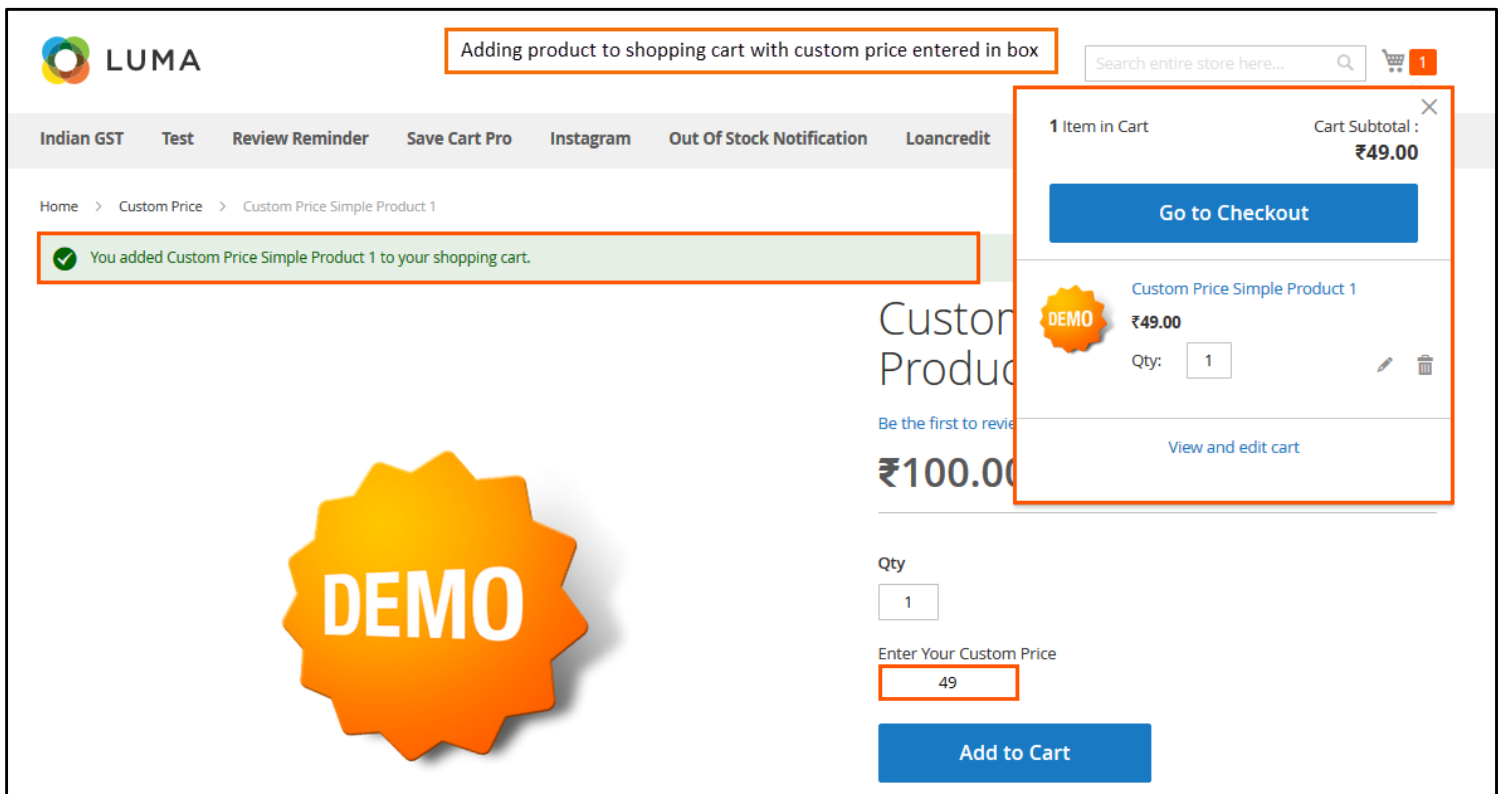 LUMA
Adding product to shopping cart with custom price entered in box
Search entire store here...
1
Indian GST Test Review Reminder Save Cart Pro Instagram Out Of Stock Notification Loancredit
1 Item in Cart Cart Subtotal :
₹49.00
Go to Checkout
Custom Price Simple Product 1
₹49.00
Qty: 1
View and edit cart
Home > Custom Price > Custom Price Simple Product 1
You added Custom Price Simple Product 1 to your shopping cart.
DEMO
DEMO
Be the first to
₹100.00
Qty
1
Enter Your Custom Price
49
Add to Cart